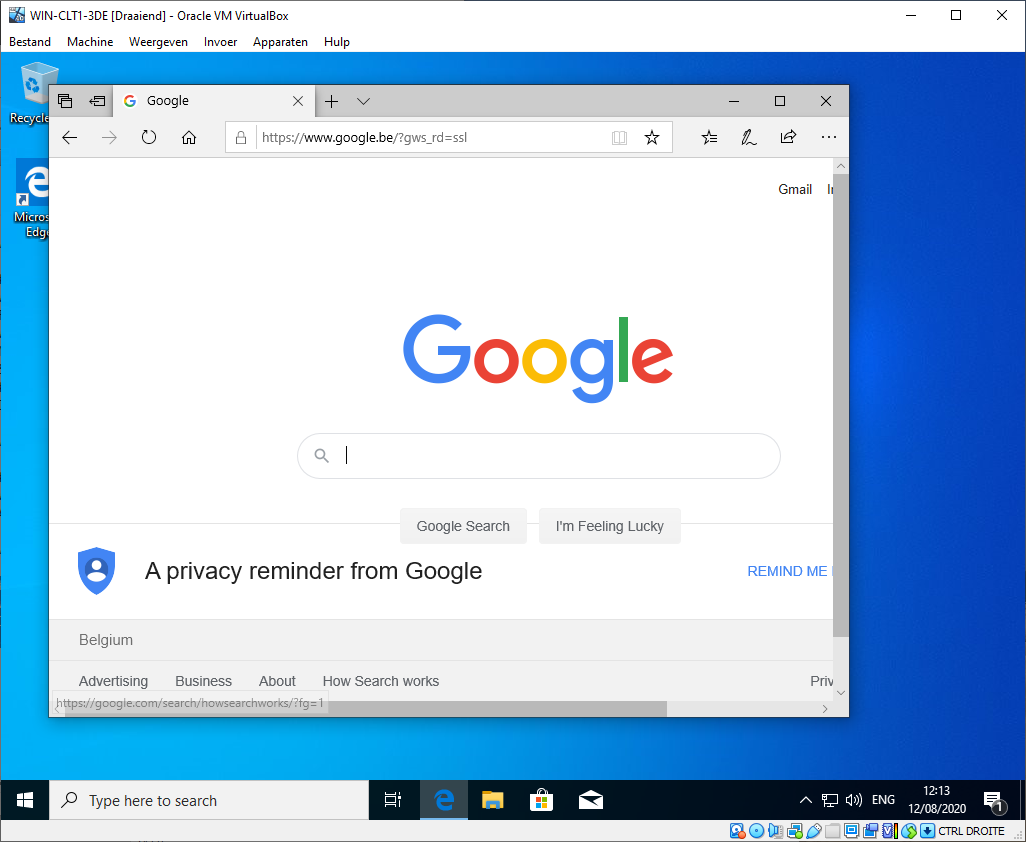 WIN-CLT1-3DE [Draaiend] - Oracle VM VirtualBox
Bestand Machine Weergeven Invoer Apparaten Hulp
Recycle
Google
https://www.google.be/?gws_rd=ssl
Micros
Edge
Gmail
Google
Google Search I'm Feeling Lucky
A privacy reminder from Google
REMIND ME
Belgium
Advertising Business About How Search works Priv
https://google.com/search/howsearchworks/?fg=1
Type here to search
ENG
12:13
12/08/2020
1
CTRL DROITE